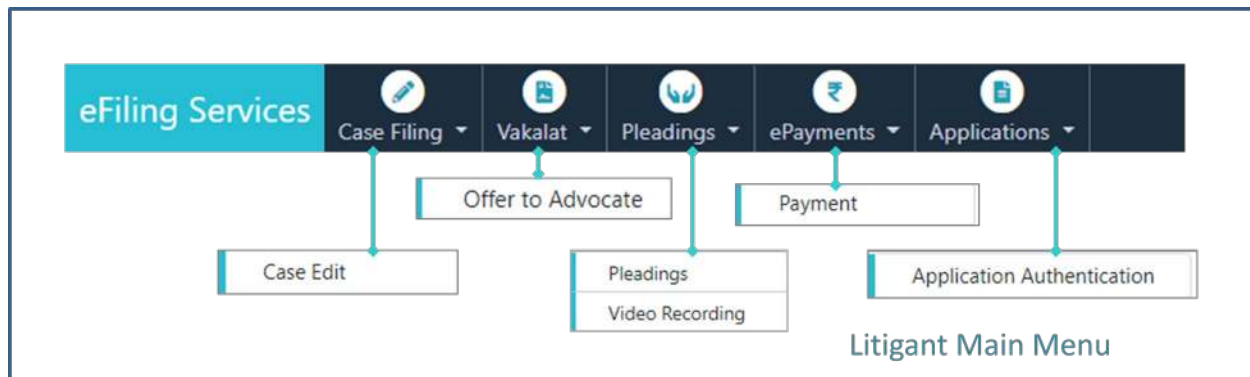 eFiling Services
Case Filing
Vakalat
Pleadings
ePayments
Applications
Offer to Advocate
Payment
Case Edit
Pleadings
Video Recording
Application Authentication
Litigant Main Menu